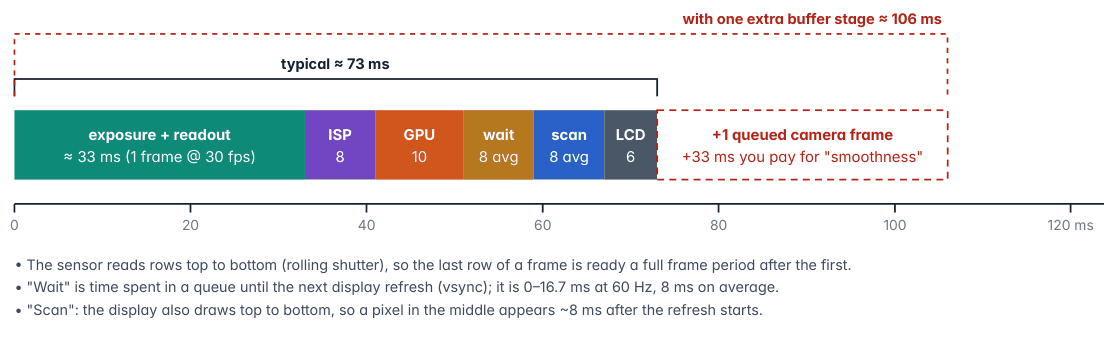 with one extra buffer stage ≈ 106 ms
typical ≈ 73 ms
exposure + readout
≈ 33 ms (1 frame @ 30 fps)
ISP
8
GPU
10
wait
8 avg
scan
8 avg
LCD
6
+1 queued camera frame
+33 ms you pay for "smoothness"
0
20
40
60
80
100
120 ms
• The sensor reads rows top to bottom (rolling shutter), so the last row of a frame is ready a full frame period after the first.
• "Wait" is time spent in a queue until the next display refresh (vsync); it is 0–16.7 ms at 60 Hz, 8 ms on average.
• "Scan": the display also draws top to bottom, so a pixel in the middle appears ~8 ms after the refresh starts.